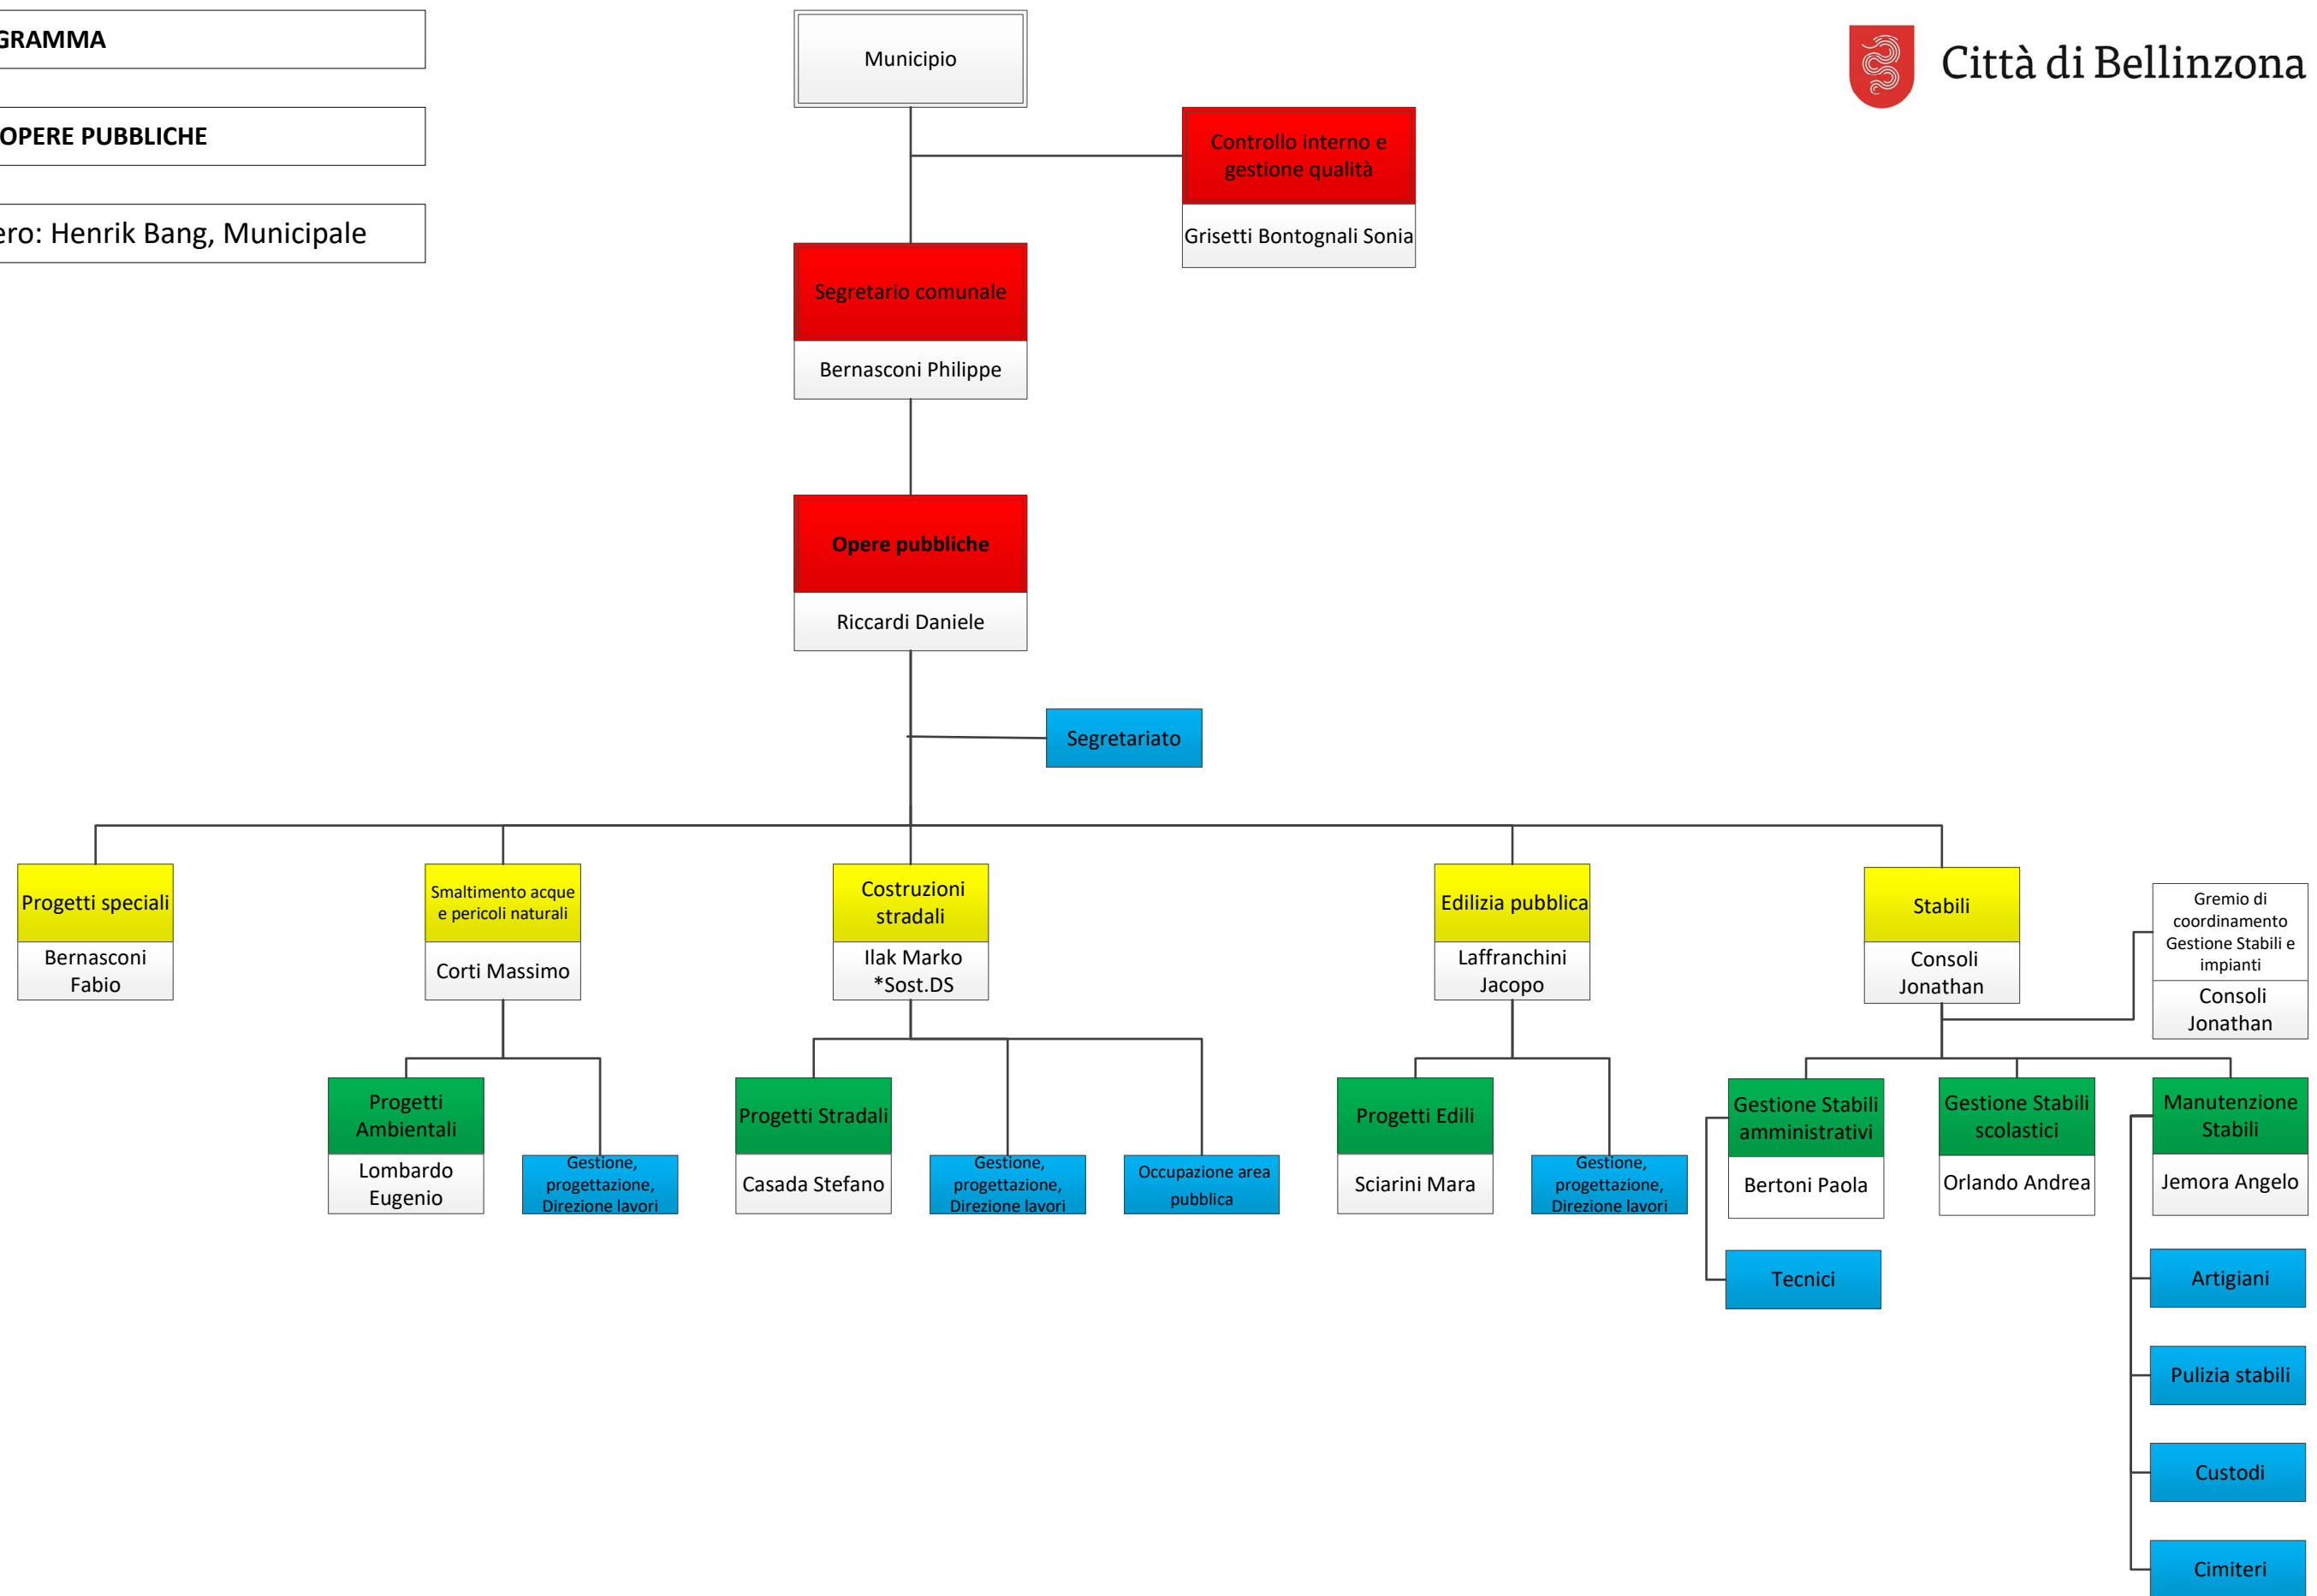 GRAMMA
OPERE PUBBLICHE
ero: Henrik Bang, Municipale
Città di Bellinzona
Municipio
Controllo interno e
gestione qualità
Grisetti Bontognali Sonia
Segretario comunale
Bernasconi Philippe
Opere pubbliche
Riccardi Daniele
Segretariato
Progetti speciali
Bernasconi
Fabio
Smaltimento acque
e pericoli naturali
Corti Massimo
Costruzioni
stradali
Ilak Marko
*Sost.DS
Edilizia pubblica
Laffranchini
Jacopo
Stabili
Consoli
Jonathan
Gremio di
coordinamento
Gestione Stabili e
impianti
Consoli
Jonathan
Progetti
Ambientali
Lombardo
Eugenio
Gestione,
progettazione,
Direzione lavori
Progetti Stradali
Casada Stefano
Gestione,
progettazione,
Direzione lavori
Occupazione area
pubblica
Progetti Edili
Sciarini Mara
Gestione,
progettazione,
Direzione lavori
Gestione Stabili
amministrativi
Bertoni Paola
Tecnici
Gestione Stabili
scolastici
Orlando Andrea
Manutenzione
Stabili
Jemora Angelo
Artigiani
Pulizia stabili
Custodi
Cimiteri